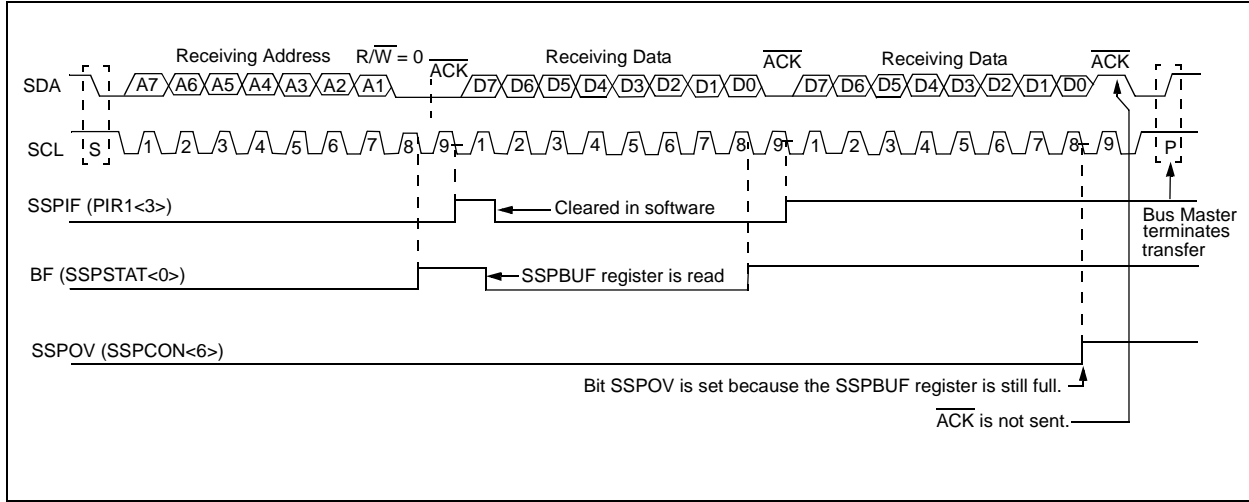 Receiving Address R/W = 0 ACK Receiving Data ACK Receiving Data ACK
SDA A7 A6 A5 A4 A3 A2 A1 D7 D6 D5 D4 D3 D2 D1 D0 D7 D6 D5 D4 D3 D2 D1 D0
SCL S 1 2 3 4 5 6 7 8 9 1 2 3 4 5 6 7 8 9 1 2 3 4 5 6 7 8 9 P
SSPIF (PIR1<3>) Cleared in software
Bus Master
terminates
transfer
BF (SSPSTAT<0>) SSPBUF register is read
SSPOV (SSPCON<6>)
Bit SSPOV is set because the SSPBUF register is still full.
ACK is not sent.